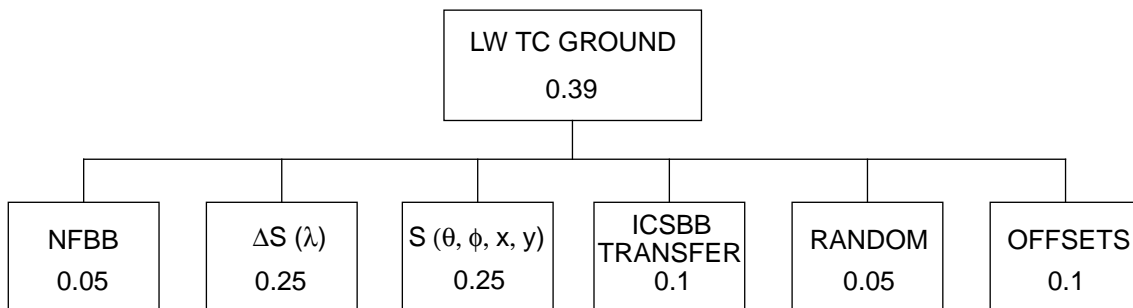 LW TC GROUND
0.39
NFBB
0.05
ΔS (λ)
0.25
S (θ, ϕ, x, y)
0.25
ICSBB
TRANSFER
0.1
RANDOM
0.05
OFFSETS
0.1